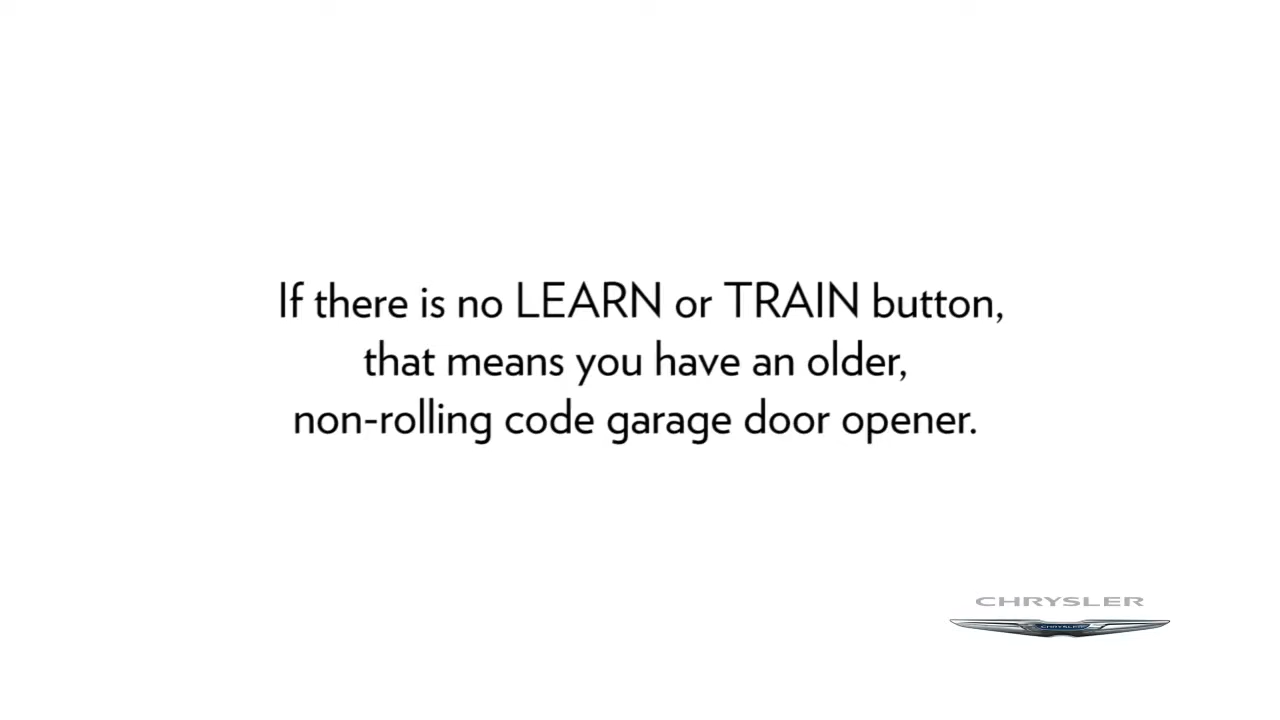 If there is no LEARN or TRAIN button,
that means you have an older,
non-rolling code garage door opener.
CHRYSLER
CHRYSLER